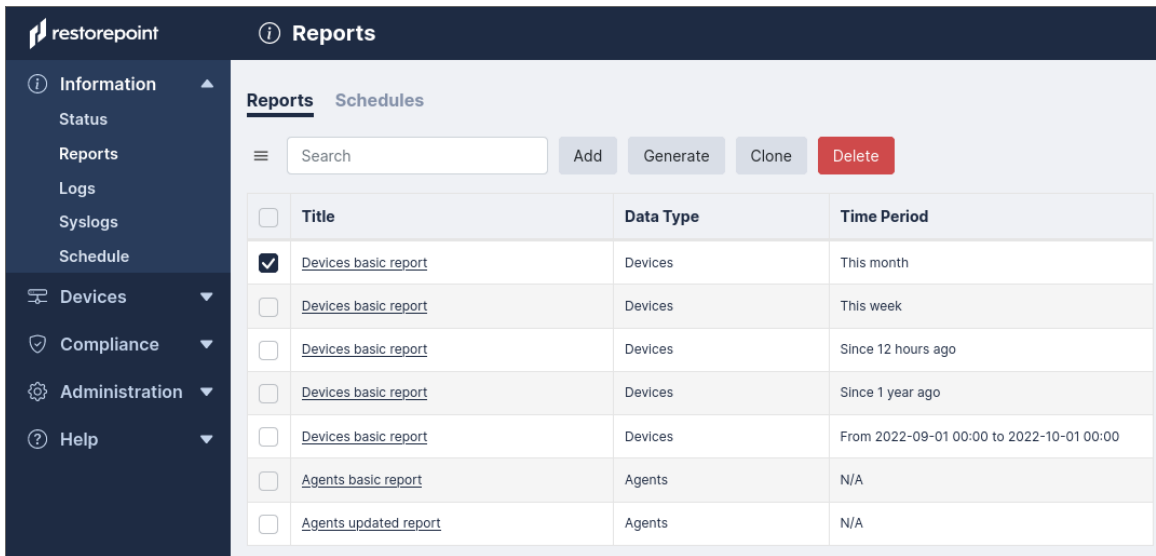 restorepoint
Reports
Information
Status
Reports
Logs
Syslogs
Schedule
Devices
Compliance
Administration
Help
Reports Schedules
Search Add Generate Clone Delete
Title Data Type Time Period
Devices basic report Devices This month
Devices basic report Devices This week
Devices basic report Devices Since 12 hours ago
Devices basic report Devices Since 1 year ago
Devices basic report Devices From 2022-09-01 00:00 to 2022-10-01 00:00
Agents basic report Agents N/A
Agents updated report Agents N/A